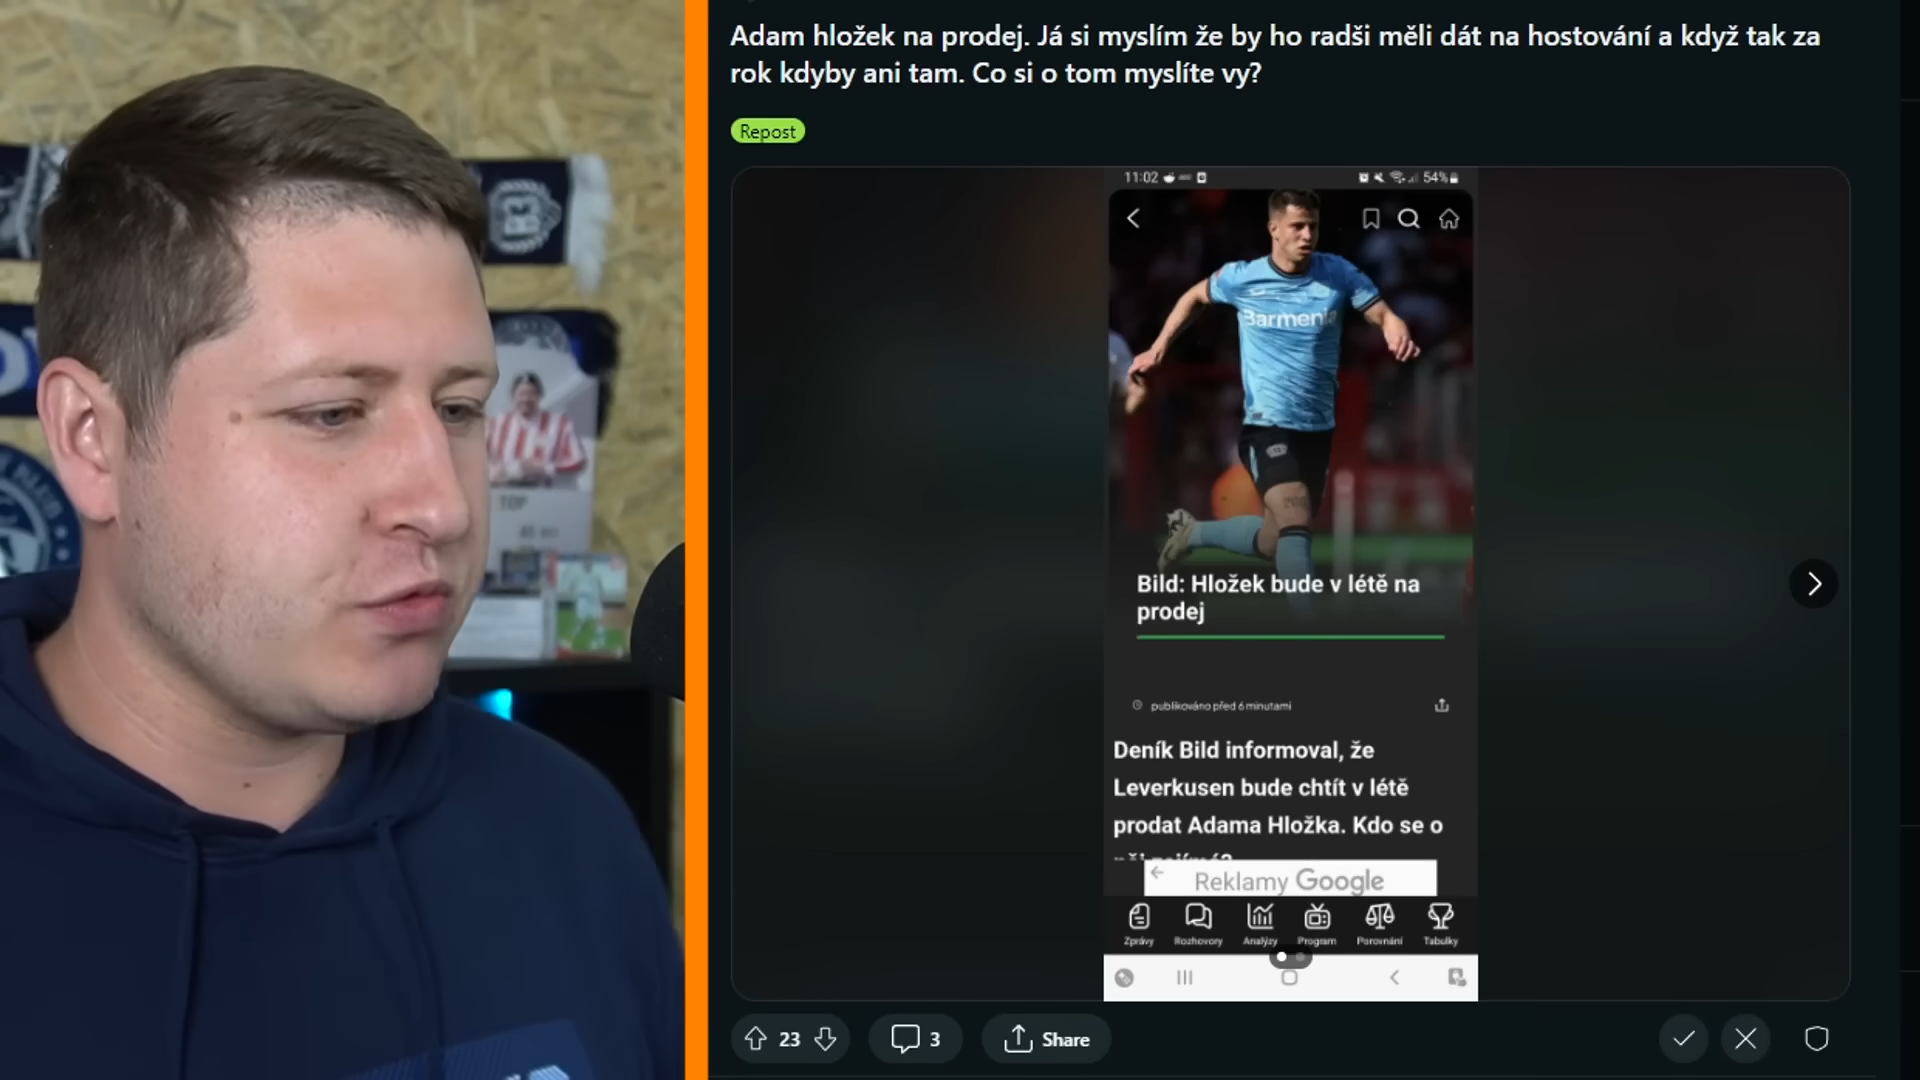 Adam hložek na prodej. Já si myslím že by ho radši měli dát na hostování a když tak za
rok kdyby ani tam. Co si o tom myslíte vy?
Repost
11:02
54%
Barmenia
Bild: Hložek bude v létě na
prodej
publikováno před 6 minutami
Deník Bild informoval, že
Leverkusen bude chtít v létě
prodat Adama Hložka. Kdo se o
Reklamy Google
Zprávy Rozhovory Analýzy Program Porovnání Tabulky
23
3
Share
TOP